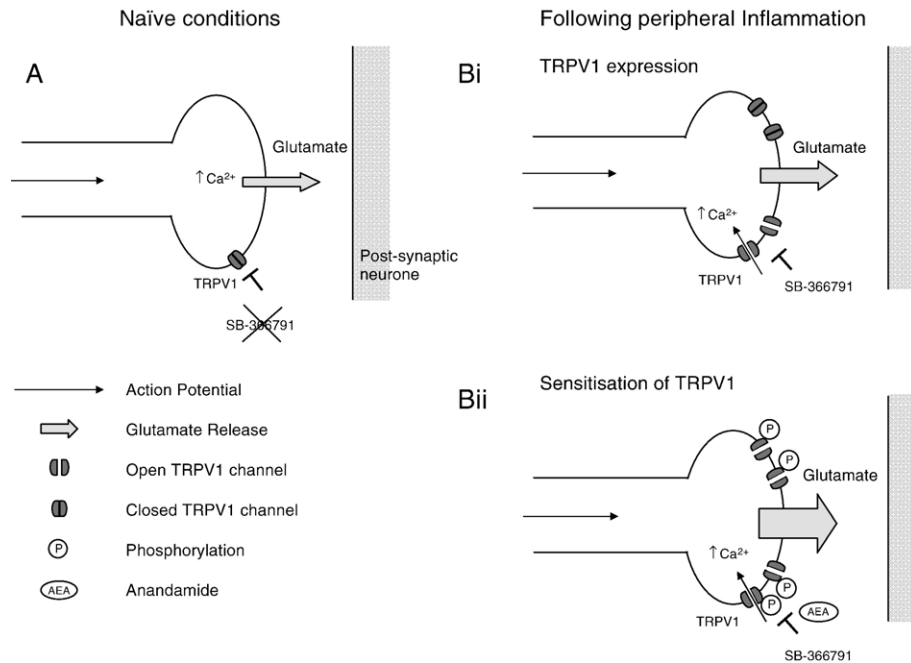 Naïve conditions
Following peripheral Inflammation
A
Glutamate
↑Ca²⁺
Post-synaptic
neurone
TRPV1
SB-366791
Bi
TRPV1 expression
Glutamate
↑Ca²⁺
TRPV1
SB-366791
Action Potential
Glutamate Release
Open TRPV1 channel
Closed TRPV1 channel
P
Phosphorylation
AEA
Anandamide
Bii
Sensitisation of TRPV1
P
P
Glutamate
↑Ca²⁺
P
TRPV1
P
AEA
SB-366791